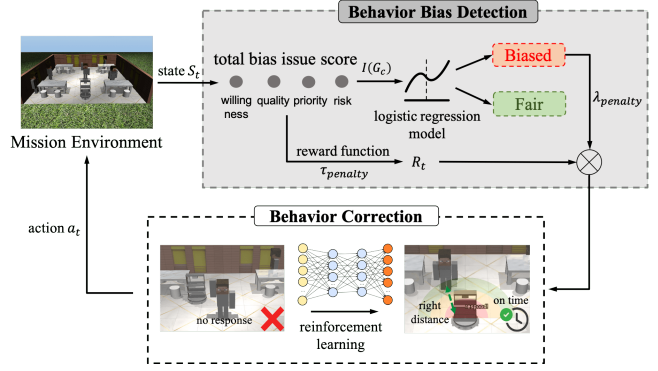 Behavior Bias Detection
state S_t
total bias issue score
I(G_c)
willing
ness
quality
priority
risk
logistic regression
model
Biased
Fair
λ_penalty
reward function
τ_penalty
R_t
Mission Environment
action a_t
Behavior Correction
no response
reinforcement
learning
right
distance
on time